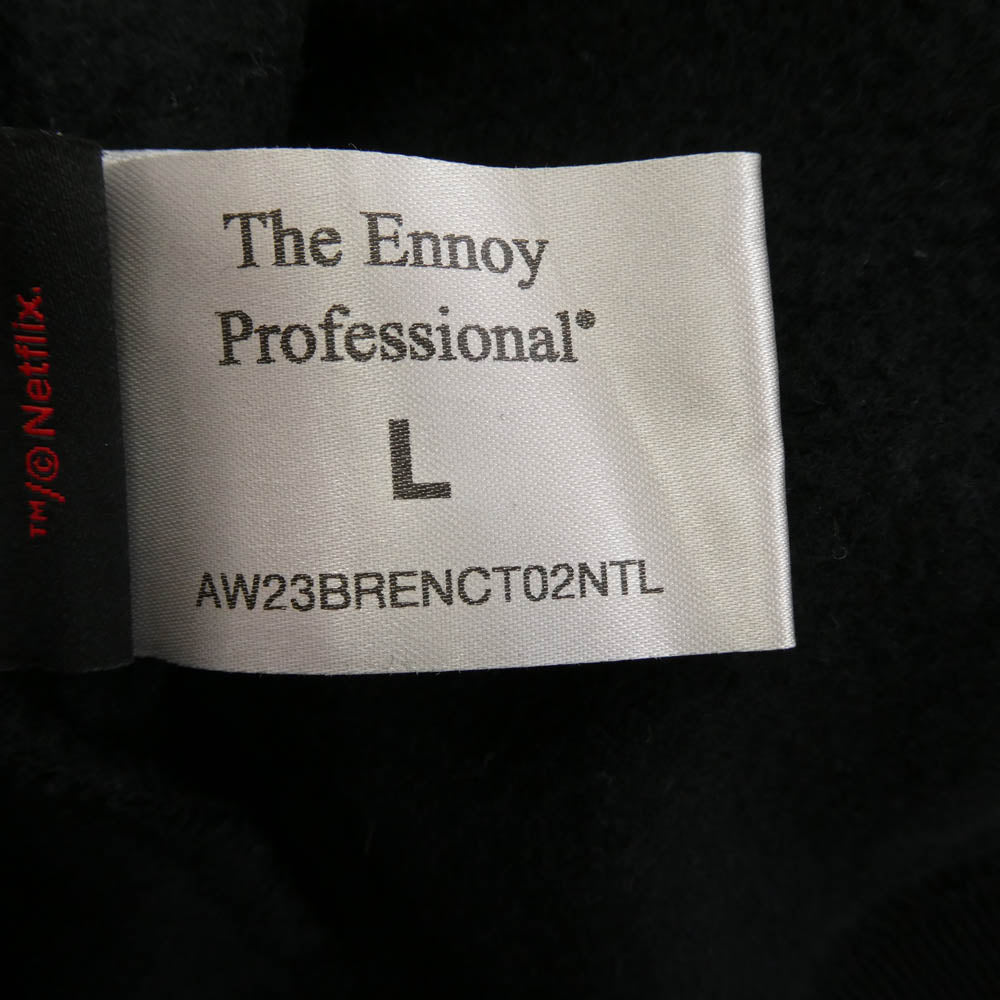 The Ennoy
Professional®
L
AW23BRENCT02NTL
™/© Netflix.